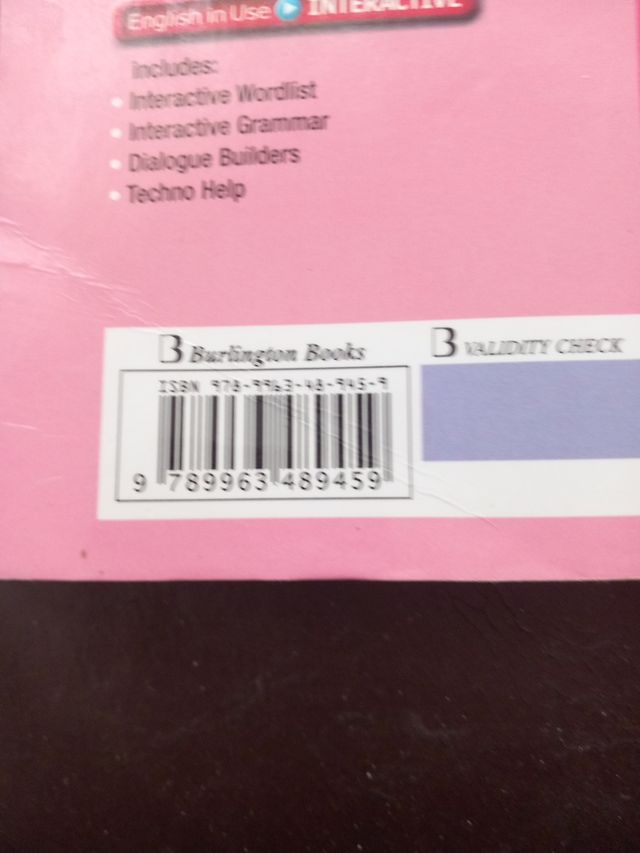 English in Use INTERACTIVE
includes:
• Interactive Wordlist
• Interactive Grammar
• Dialogue Builders
• Techno Help
B Burlington Books
B VALIDITY CHECK
ISBN 978-9963-48-945-9
9 789963 489459